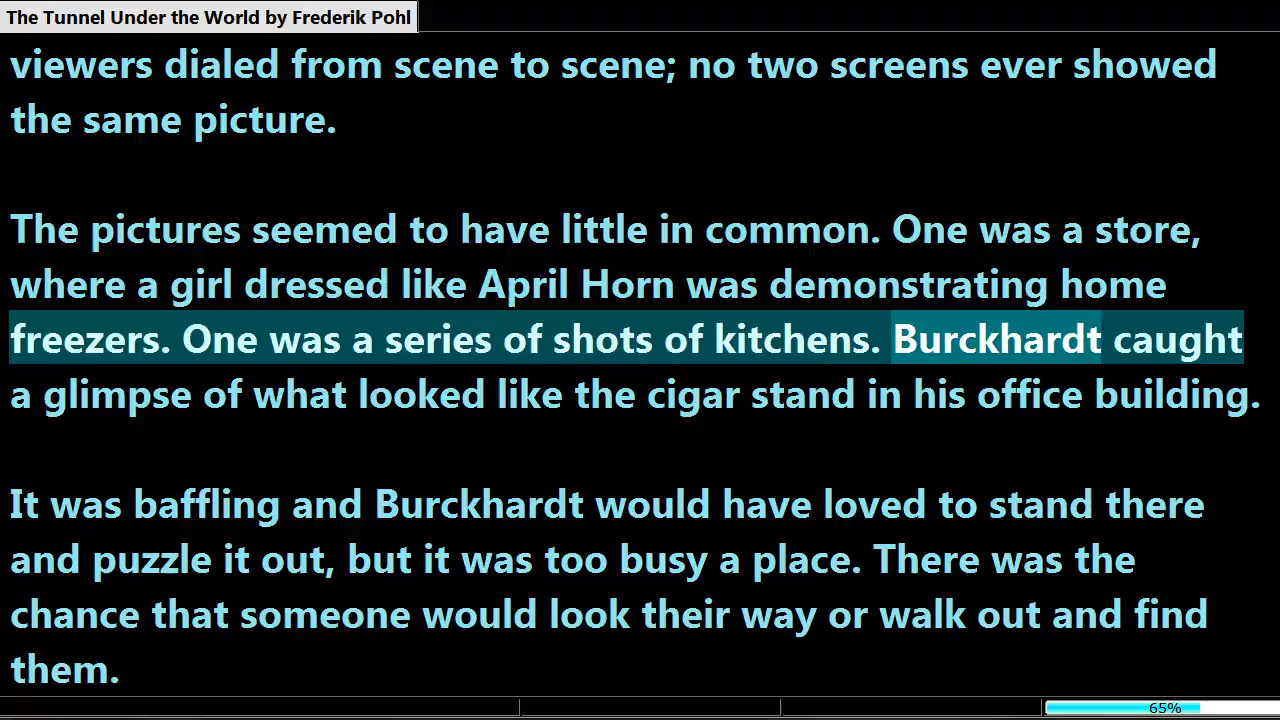 The Tunnel Under the World by Frederik Pohl
viewers dialed from scene to scene; no two screens ever showed
the same picture.
The pictures seemed to have little in common. One was a store,
where a girl dressed like April Horn was demonstrating home
freezers. One was a series of shots of kitchens. Burckhardt caught
a glimpse of what looked like the cigar stand in his office building.
It was baffling and Burckhardt would have loved to stand there
and puzzle it out, but it was too busy a place. There was the
chance that someone would look their way or walk out and find
them.
65%